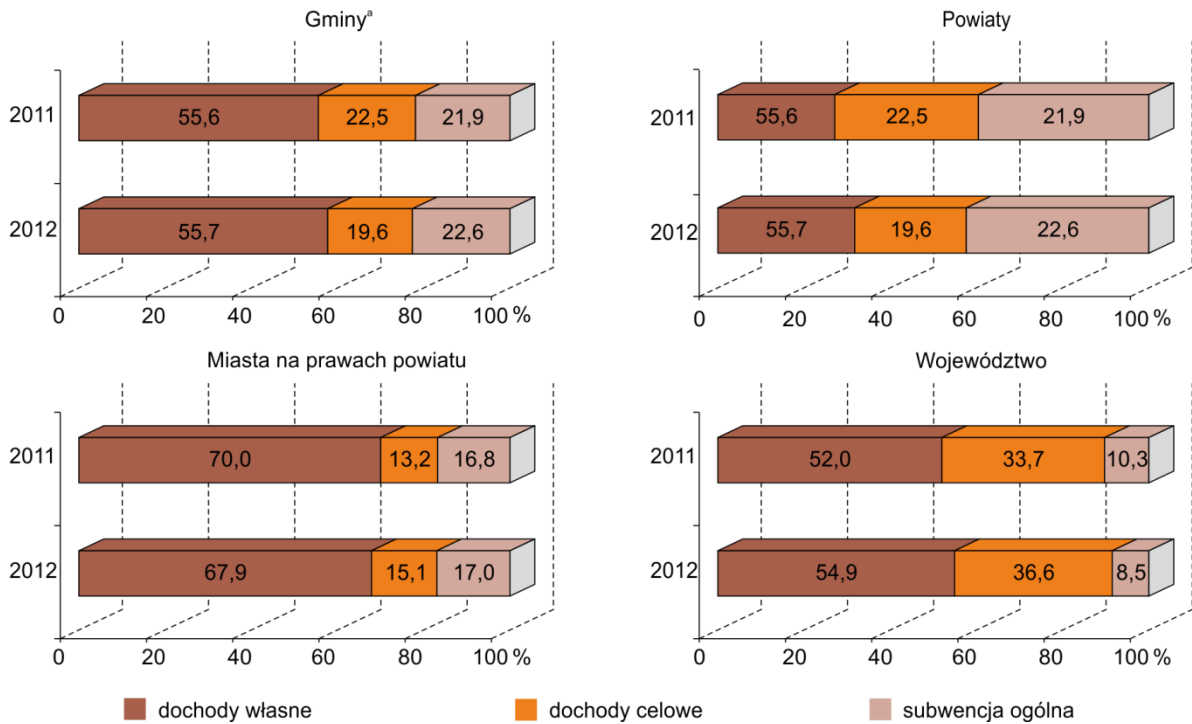 Gminyᵃ
2011
55,6 22,5 21,9
2012
55,7 19,6 22,6
0 20 40 60 80 100 %
Powiaty
2011
55,6 22,5 21,9
2012
55,7 19,6 22,6
0 20 40 60 80 100 %
Miasta na prawach powiatu
2011
70,0 13,2 16,8
2012
67,9 15,1 17,0
0 20 40 60 80 100 %
Województwo
2011
52,0 33,7 10,3
2012
54,9 36,6 8,5
0 20 40 60 80 100 %
dochody własne dochody celowe subwencja ogólna